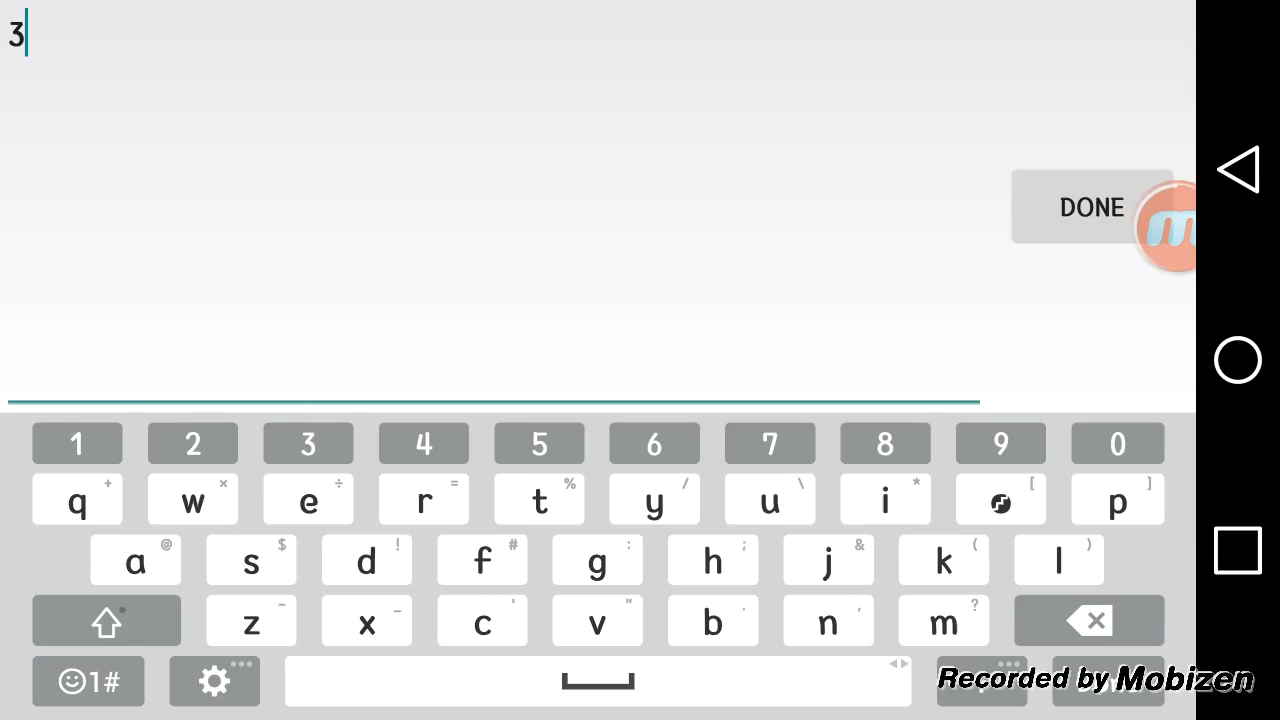 3
DONE
m
1 2 3 4 5 6 7 8 9 0
q + w × e ÷ r = t % y / u \ i * [ p ]
a @ s $ d ! f # g : h ; j & k ( l )
z - x _ c ' v " b . n , m ?
1#
Recorded by Mobizen